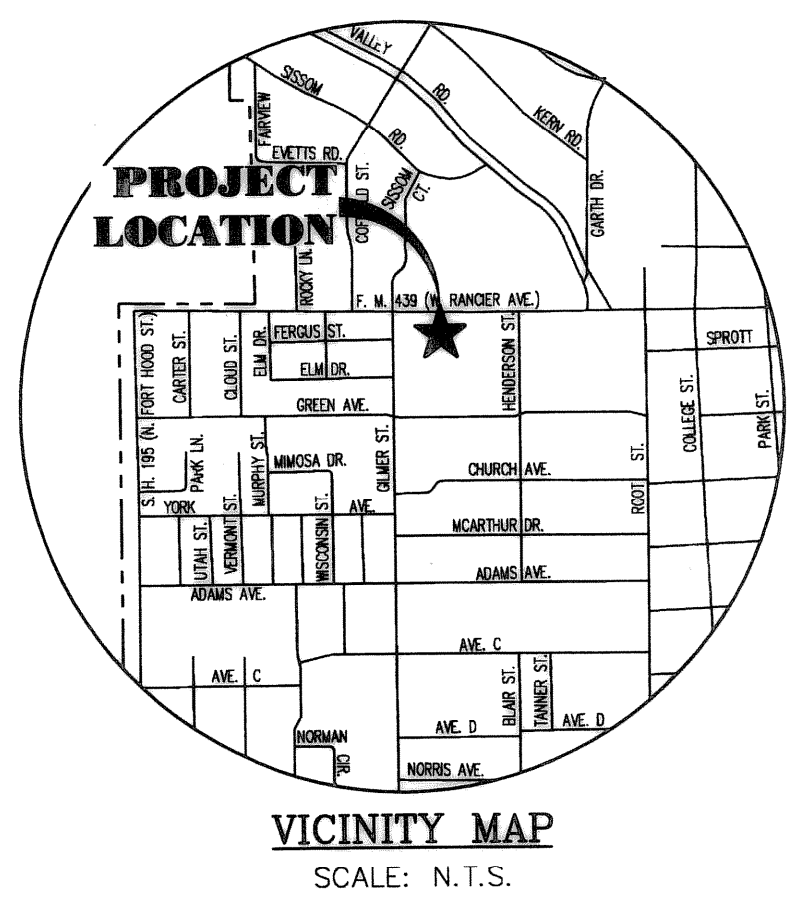 VALLEY
RD.
SISSOM
RD.
KERN RD.
FAIRVIEW
EVETTS RD.
PROJECT
LOCATION
SISSOM
CT.
ST.
GARTH DR.
ROCKY LN.
F. M. 439 (W. RANCIER AVE.)
S. H. 195 (N. FORT HOOD ST.)
CARTER ST.
CLOUD ST.
ELM DR.
FERGUS ST.
ELM DR.
HENDERSON ST.
SPROTT
GREEN AVE.
COLLEGE ST.
PARK ST.
PARK LN.
MURPHY ST.
MIMOSA DR.
GILMER ST.
CHURCH AVE.
ROOT ST.
YORK AVE.
UTAH ST.
VERMONT ST.
WISCONSIN ST.
MCARTHUR DR.
ADAMS AVE.
ADAMS AVE.
AVE. C
AVE. C
BLAIR ST.
TANNER ST.
AVE. D
AVE. D
NORMAN
CIR.
NORRIS AVE.
VICINITY MAP
SCALE: N.T.S.